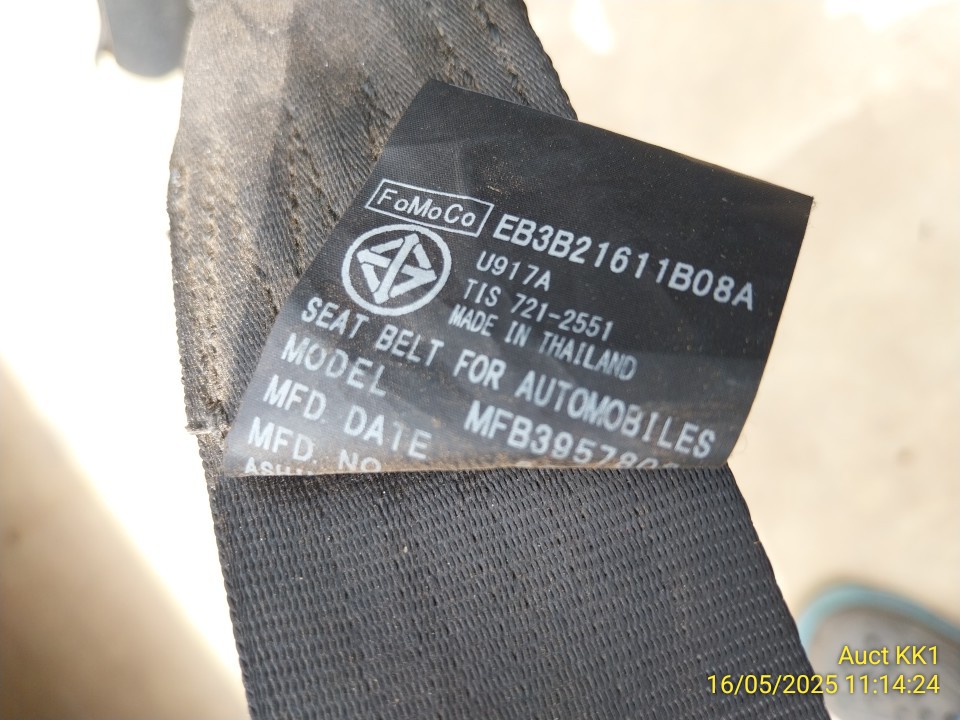 FoMoCo EB3B21611B08A
U917A
TIS 721-2551
MADE IN THAILAND
SEAT BELT FOR AUTOMOBILES
MODEL
MFD. DATE
MFD. NO.
Auct KK1
16/05/2025 11:14:24